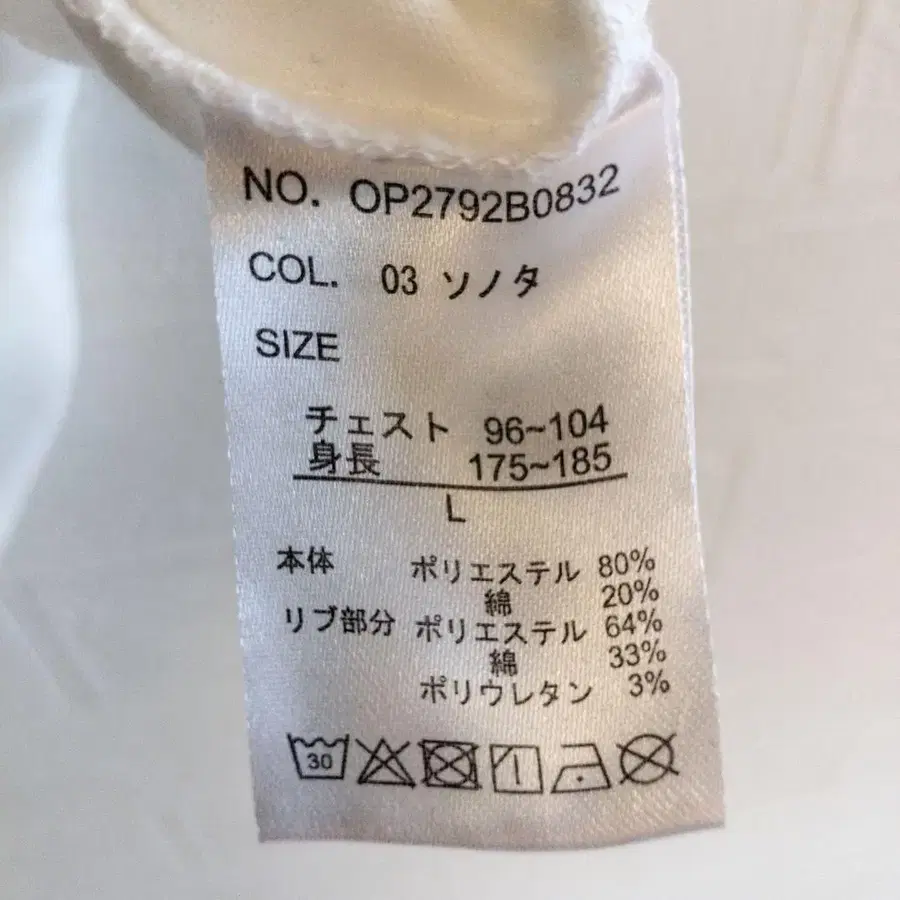 NO. OP2792B0832
COL. 03 ソノタ
SIZE
チェスト 96~104
身長 175~185
L
本体 ポリエステル 80%
綿 20%
リブ部分 ポリエステル 64%
綿 33%
ポリウレタン 3%
30